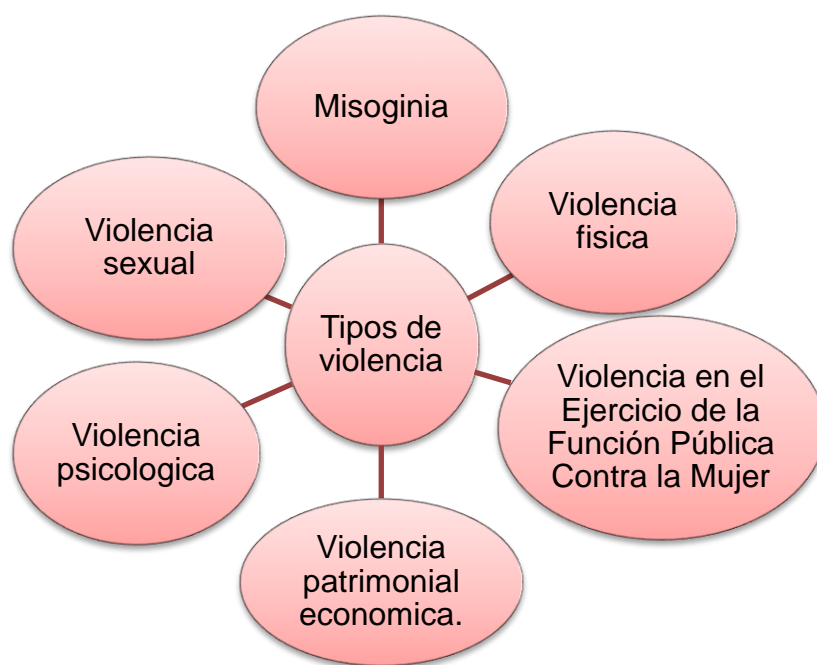 Misoginia
Violencia
fisica
Violencia en el
Ejercicio de la
Función Pública
Contra la Mujer
Violencia
patrimonial
economica.
Violencia
psicologica
Violencia
sexual
Tipos de
violencia